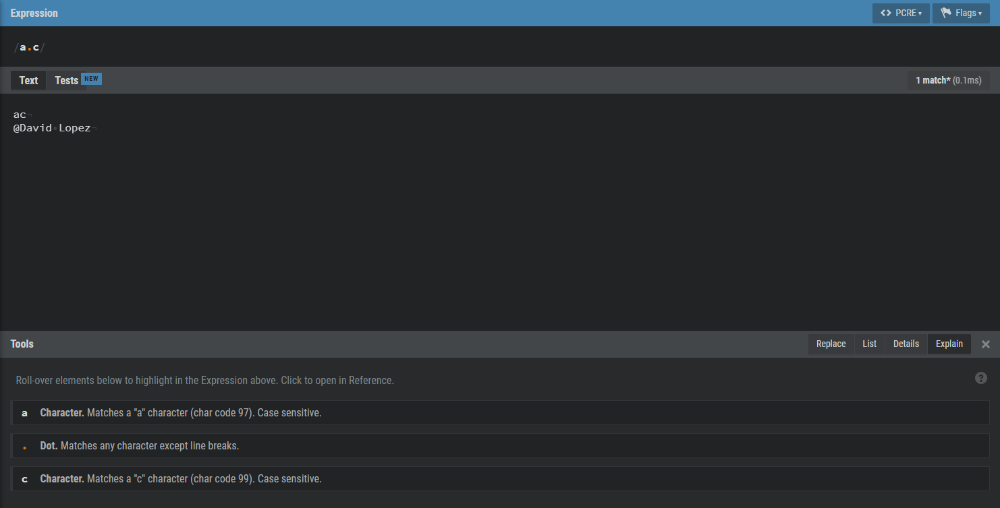 Expression
<> PCRE ▾
Flags ▾
/a.c/
Text
Tests NEW
1 match* (0.1ms)
ac¬
@David•Lopez¬
Tools
Replace
List
Details
Explain
×
Roll-over elements below to highlight in the Expression above. Click to open in Reference.
?
a Character. Matches a "a" character (char code 97). Case sensitive.
. Dot. Matches any character except line breaks.
c Character. Matches a "c" character (char code 99). Case sensitive.